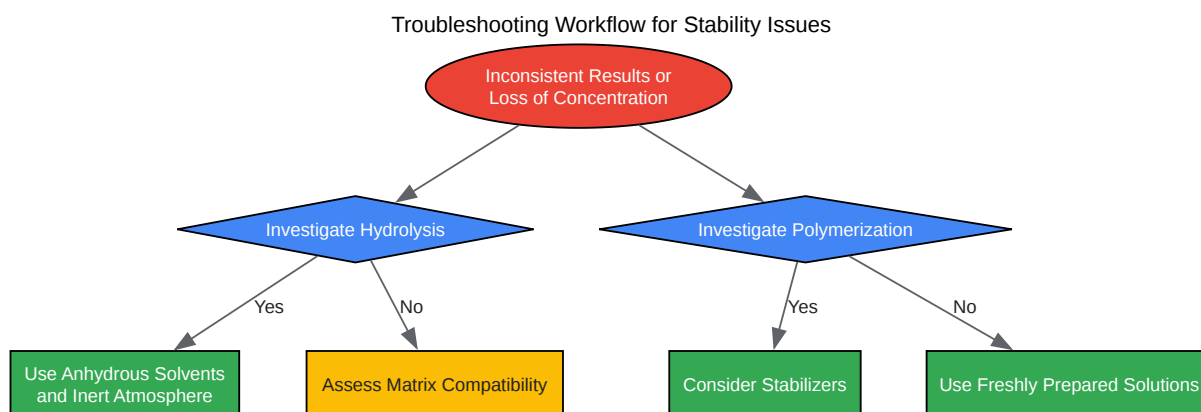 Troubleshooting Workflow for Stability Issues
Inconsistent Results or
Loss of Concentration
Investigate Hydrolysis
Investigate Polymerization
Yes
No
Yes
No
Use Anhydrous Solvents
and Inert Atmosphere
Assess Matrix Compatibility
Consider Stabilizers
Use Freshly Prepared Solutions